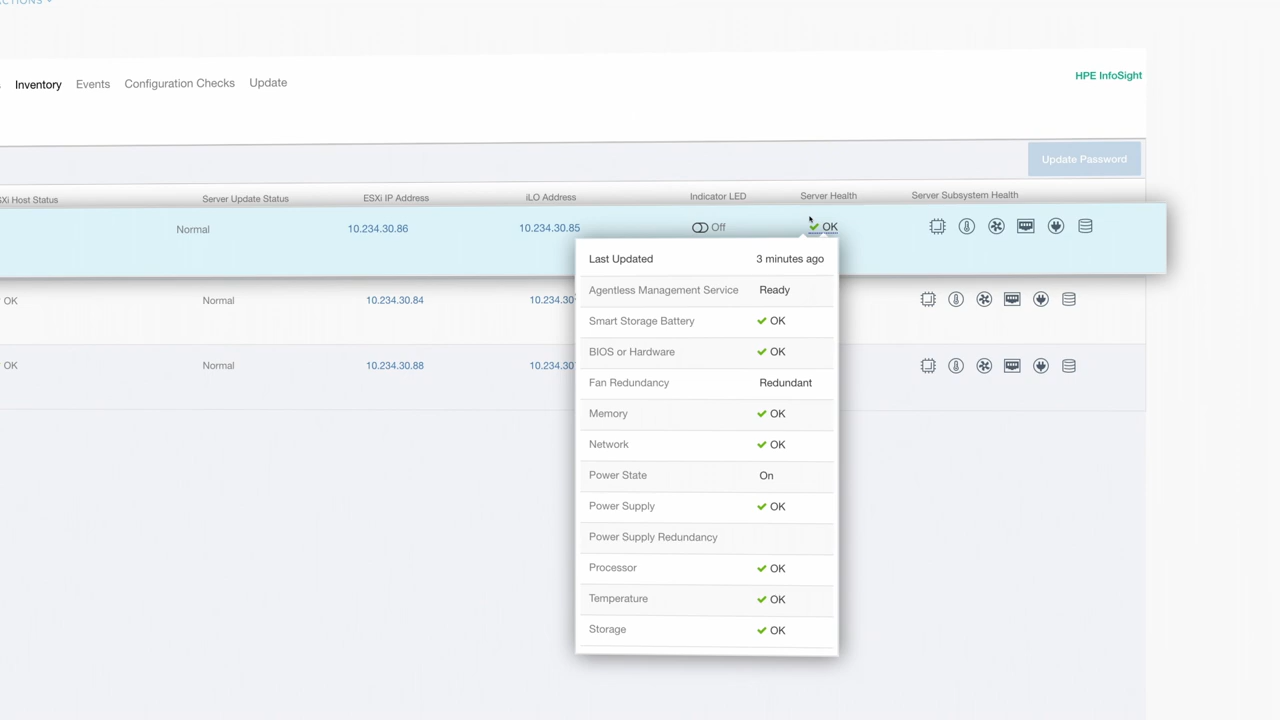 HPE InfoSight
Inventory Events Configuration Checks Update
Update Password
Host Status Server Update Status ESXi IP Address iLO Address Indicator LED Server Health Server Subsystem Health
Normal 10.234.30.86 10.234.30.85 Off OK
Last Updated 3 minutes ago
Agentless Management Service Ready
OK Normal 10.234.30.84 10.234.30
Smart Storage Battery OK
BIOS or Hardware OK
OK Normal 10.234.30.88 10.234.30
Fan Redundancy Redundant
Memory OK
Network OK
Power State On
Power Supply OK
Power Supply Redundancy
Processor OK
Temperature OK
Storage OK